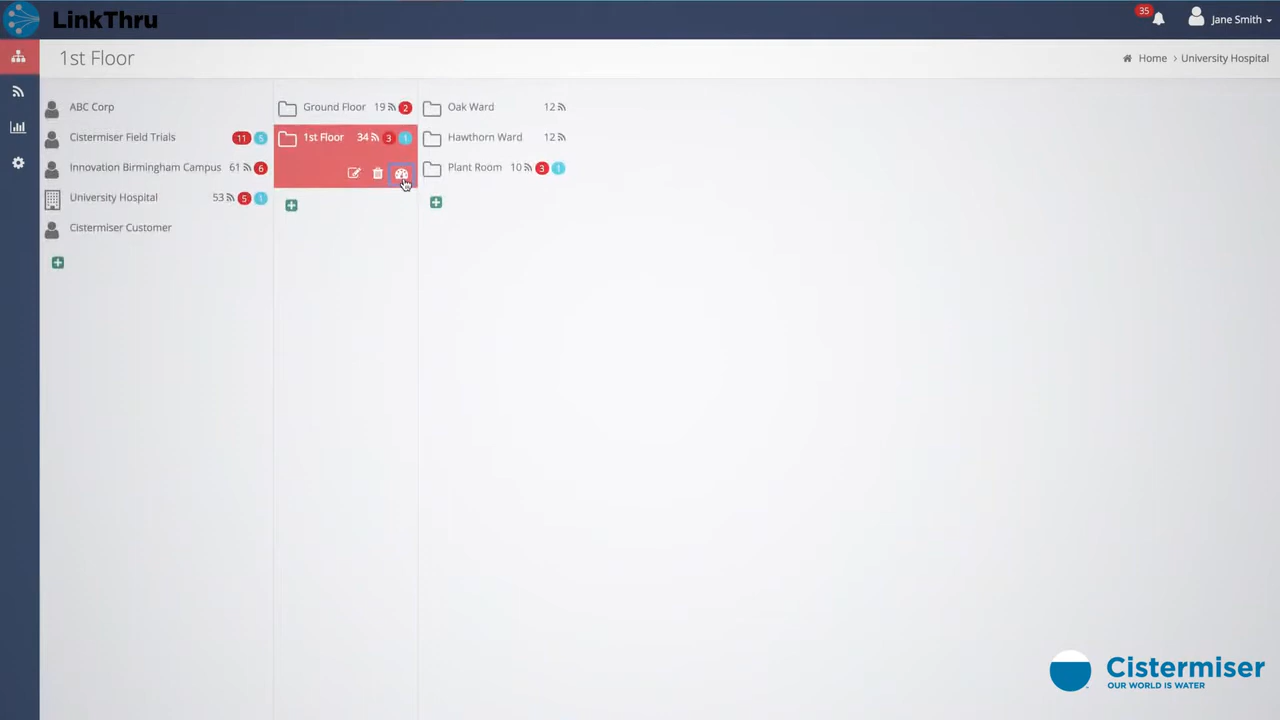 LinkThru
35
Jane Smith
1st Floor
Home › University Hospital
ABC Corp
Cistermiser Field Trials 11 5
Innovation Birmingham Campus 61 6
University Hospital 53 5 1
Cistermiser Customer
Ground Floor 19 2
1st Floor 34 3 1
Oak Ward 12
Hawthorn Ward 12
Plant Room 10 3 1
Cistermiser
OUR WORLD IS WATER